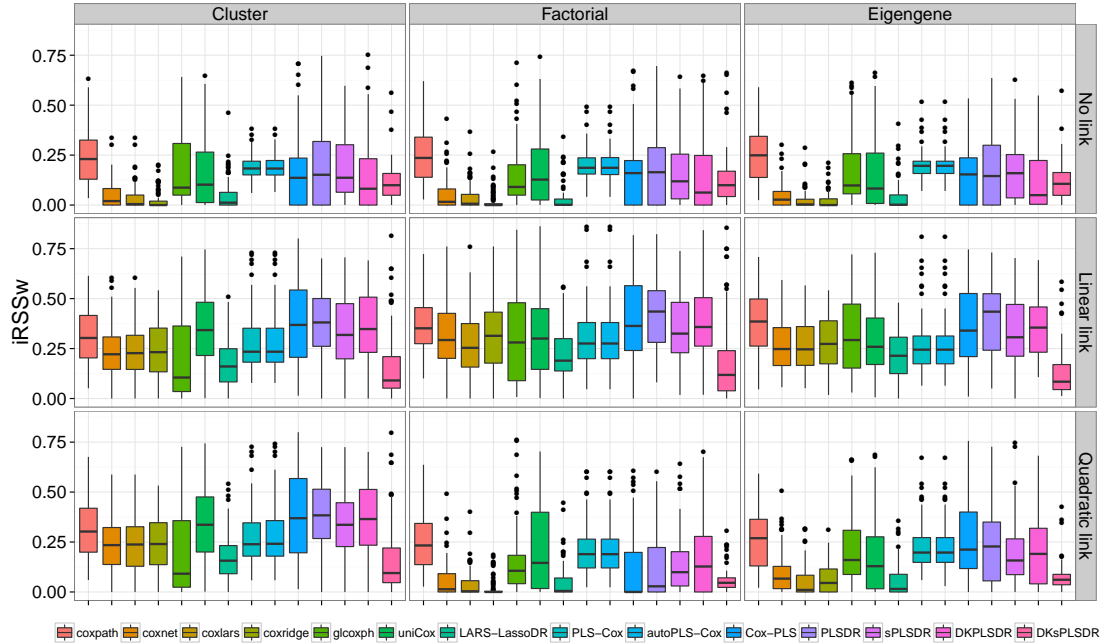 Cluster Factorial Eigengene
iRSSw
0.75
0.50
0.25
0.00
No link
0.75
0.50
0.25
0.00
Linear link
0.75
0.50
0.25
0.00
Quadratic link
coxpath coxnet coxlars coxridge glcoxph uniCox LARS−LassoDR PLS−Cox autoPLS−Cox Cox−PLS PLSDR sPLSDR DKPLSDR DKsPLSDR